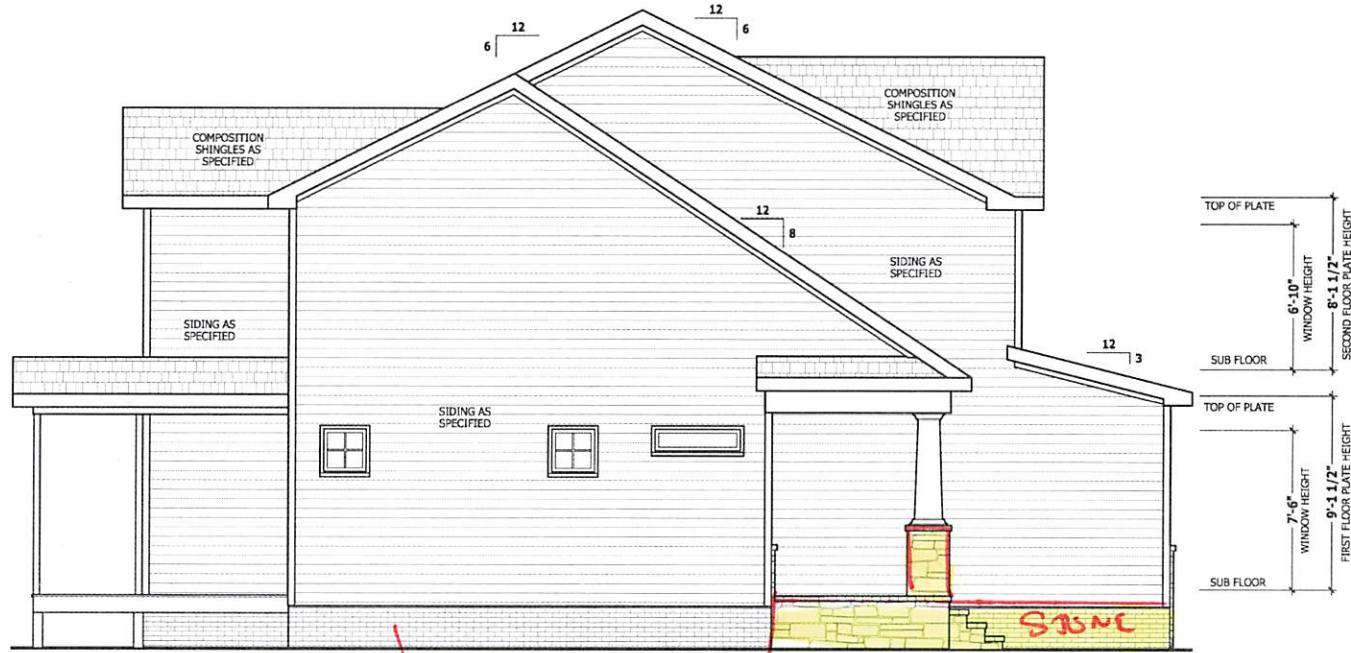 12
6
12
6
COMPOSITION
SHINGLES AS
SPECIFIED
COMPOSITION
SHINGLES AS
SPECIFIED
12
8
SIDING AS
SPECIFIED
SIDING AS
SPECIFIED
SIDING AS
SPECIFIED
12
3
TOP OF PLATE
6'-10"
WINDOW HEIGHT
8'-1 1/2"
SECOND FLOOR PLATE HEIGHT
SUB FLOOR
TOP OF PLATE
7'-6"
WINDOW HEIGHT
9'-1 1/2"
FIRST FLOOR PLATE HEIGHT
SUB FLOOR
STONE